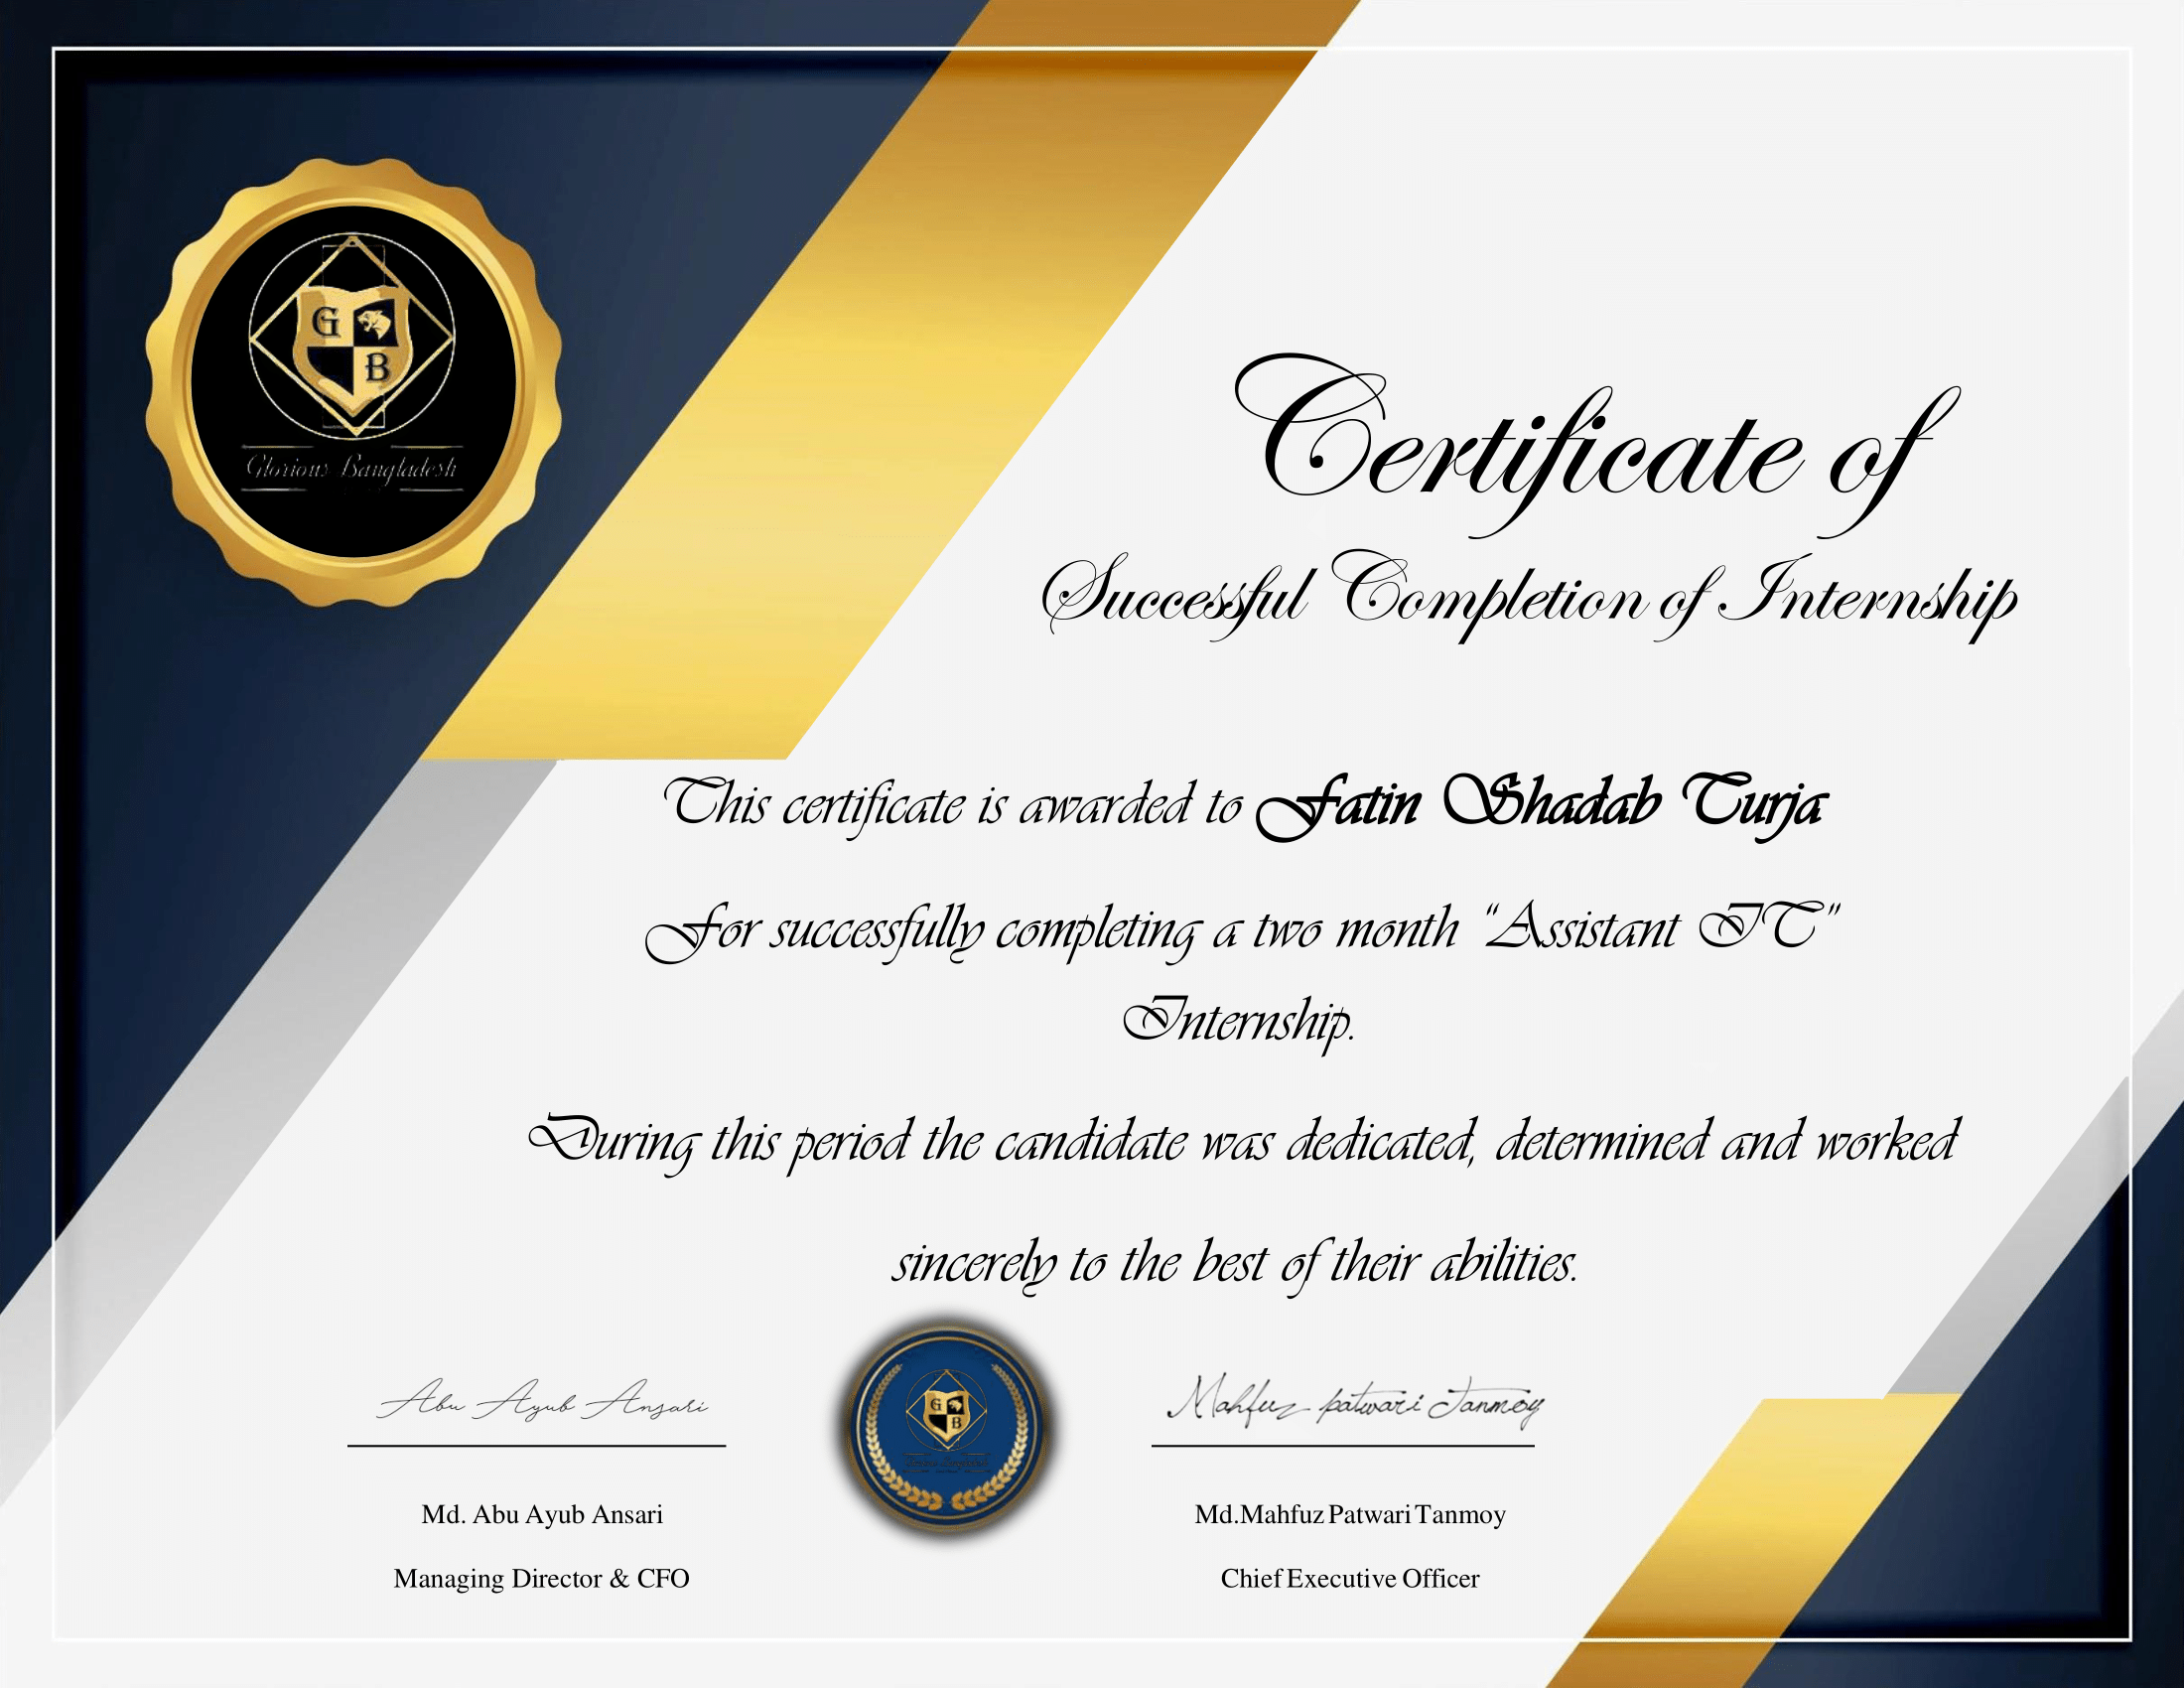 G
B
Glorious Bangladesh
Certificate of
Successful Completion of Internship
This certificate is awarded to Fatin Shadab Turja
For successfully completing a two month “Assistant IT”
Internship.
During this period the candidate was dedicated, determined and worked
sincerely to the best of their abilities.
Abu Ayub Ansari
Mahfuz patwari Tanmoy
G
B
Md. Abu Ayub Ansari
Md.Mahfuz Patwari Tanmoy
Managing Director & CFO
Chief Executive Officer